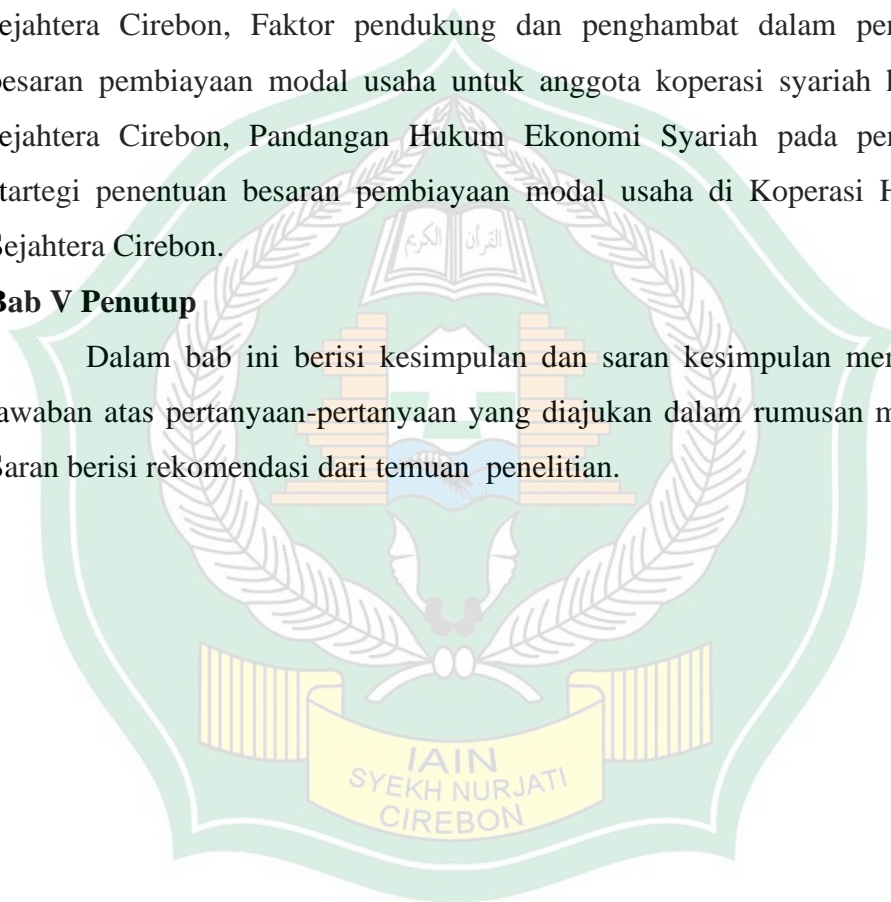 sejahtera Cirebon, Faktor pendukung dan penghambat dalam
besaran pembiayaan modal usaha untuk anggota koperasi syariah
sejahtera Cirebon, Pandangan Hukum Ekonomi Syariah pada
startegi penentuan besaran pembiayaan modal usaha di Koperasi
Sejahtera Cirebon.
القرآن الكريم
Bab V Penutup
Dalam bab ini berisi kesimpulan dan saran kesimpulan
jawaban atas pertanyaan-pertanyaan yang diajukan dalam rumusan
Saran berisi rekomendasi dari temuan penelitian.
IAIN
SYEKH NURJATI
CIREBON